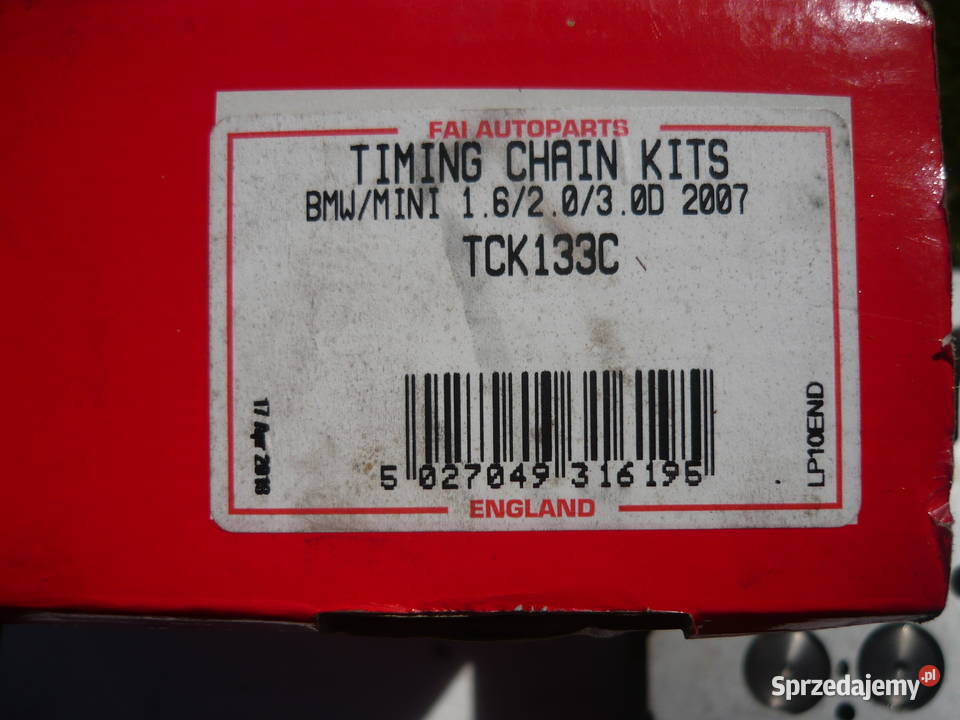 FAI AUTOPARTS
TIMING CHAIN KITS
BMW/MINI 1.6/2.0/3.0D 2007
TCK133C
17 Apr 2018
LP10END
5 027049 316195
ENGLAND
Sprzedajemy.pl